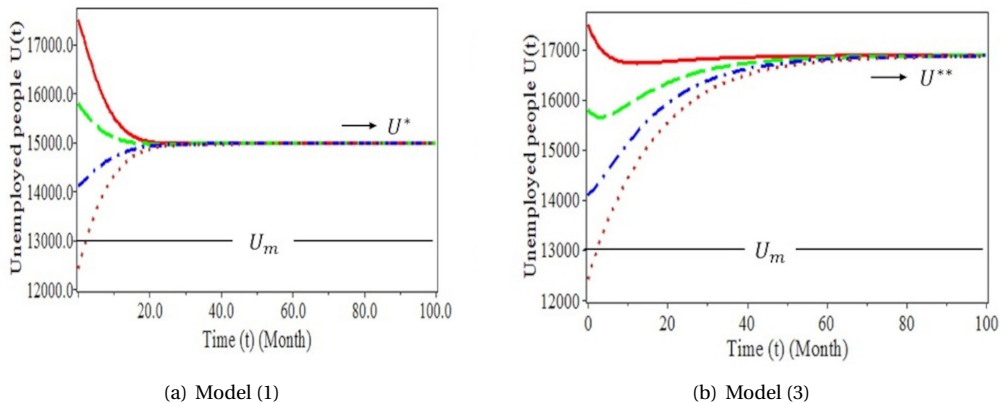 Unemployed people U(t)
17000.0
16000.0
15000.0
14000.0
13000.0
12000.0
U*
U_m
20.0 40.0 60.0 80.0 100.0
Time (t) (Month)
(a) Model (1)
Unemployed people U(t)
17000
16000
15000
14000
13000
12000
U**
U_m
0 20 40 60 80 100
Time (t) (Month)
(b) Model (3)